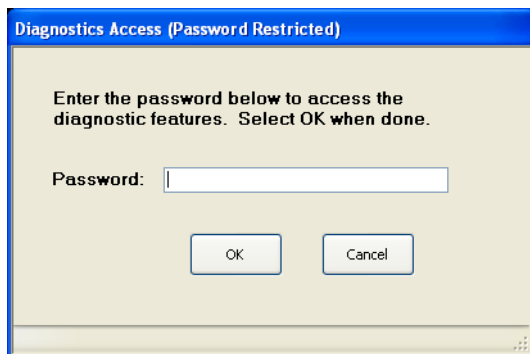 Diagnostics Access (Password Restricted)
Enter the password below to access the
diagnostic features.  Select OK when done.
Password:
OK
Cancel